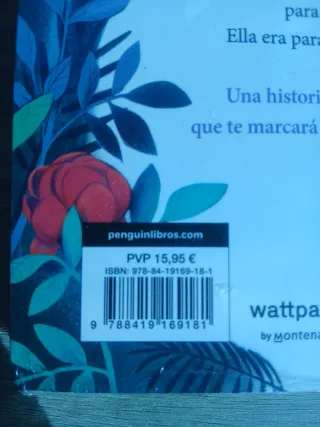 para
Ella era para
Una histori
que te marcará
penguinlibros.com
PVP 15,95 €
ISBN: 978-84-19169-18-1
9 788419 169181
wattpa
by Montena